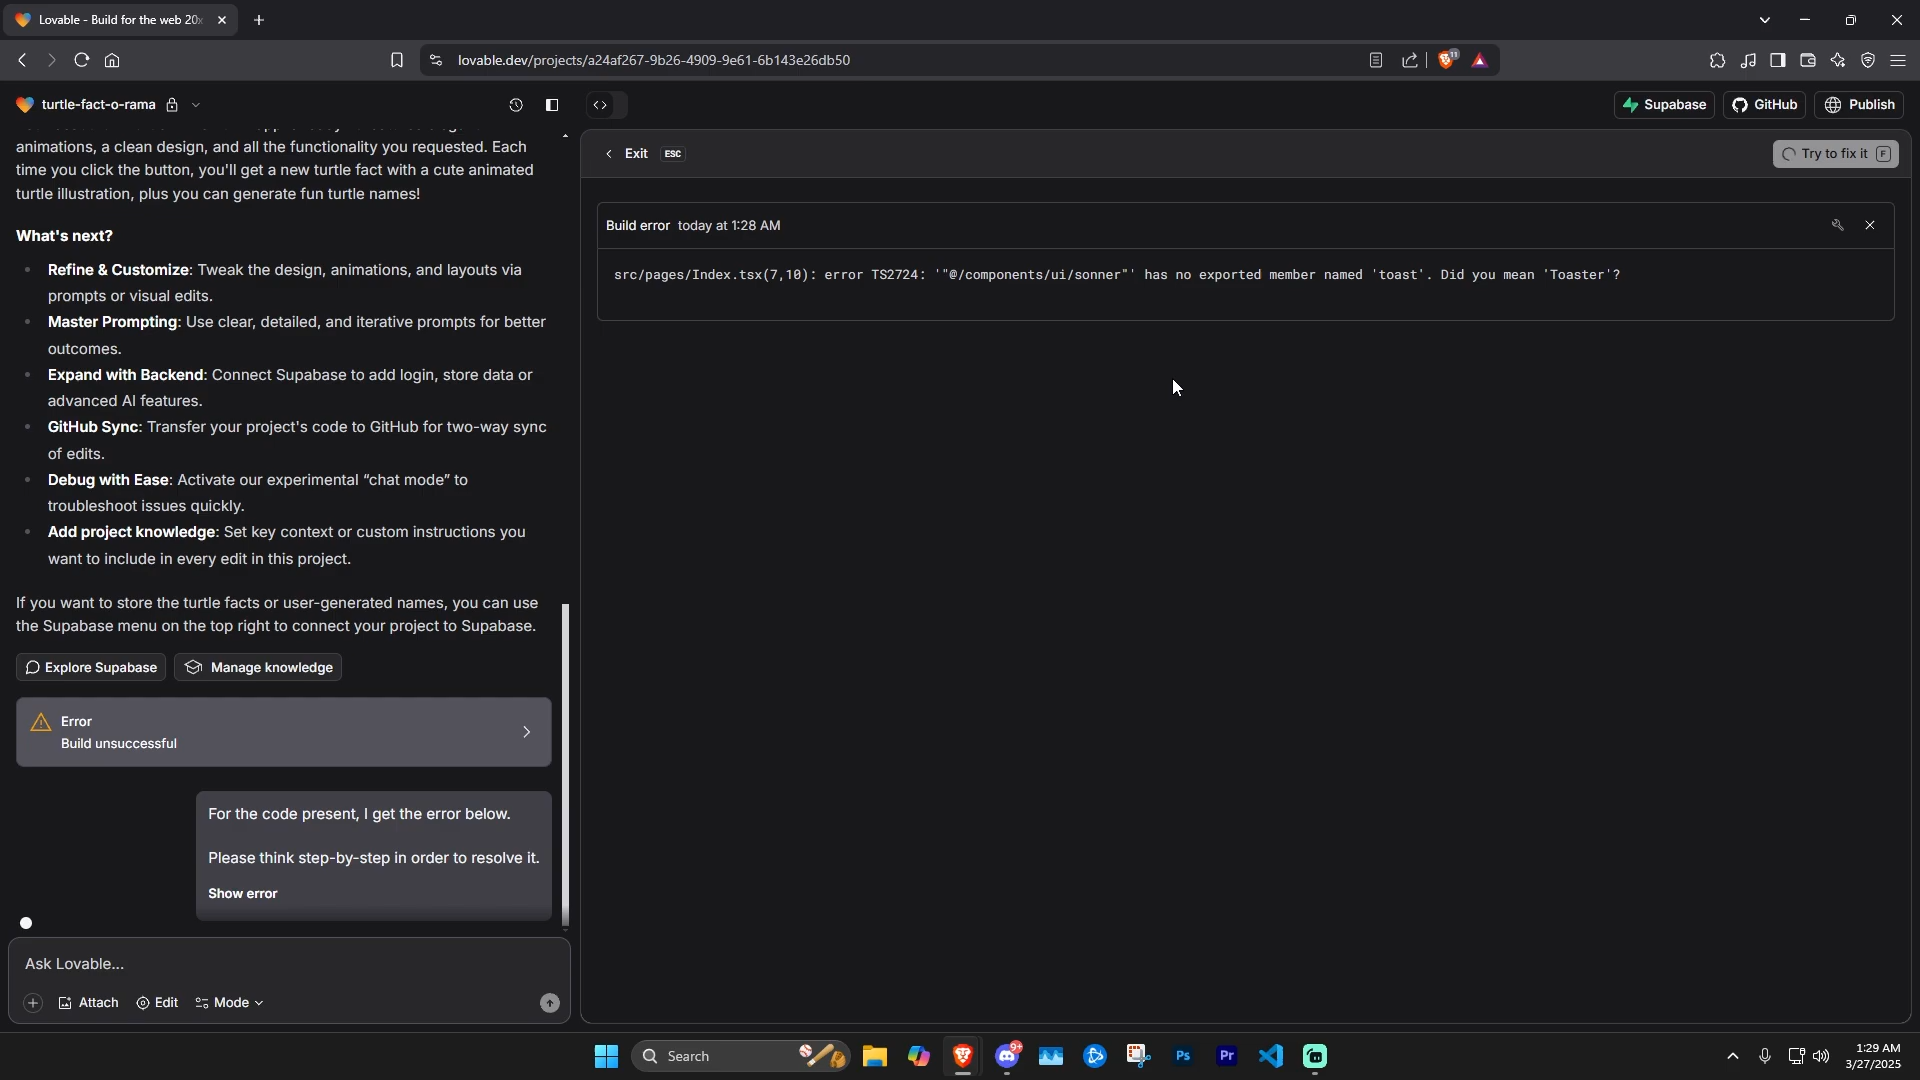 Lovable - Build for the web 20x
lovable.dev/projects/a24af267-9b26-4909-9e61-6b143e26db50
11
turtle-fact-o-rama
Supabase
GitHub
Publish
animations, a clean design, and all the functionality you requested. Each
time you click the button, you'll get a new turtle fact with a cute animated
turtle illustration, plus you can generate fun turtle names!
What's next?
Refine & Customize: Tweak the design, animations, and layouts via
prompts or visual edits.
Master Prompting: Use clear, detailed, and iterative prompts for better
outcomes.
Expand with Backend: Connect Supabase to add login, store data or
advanced AI features.
GitHub Sync: Transfer your project's code to GitHub for two-way sync
of edits.
Debug with Ease: Activate our experimental “chat mode” to
troubleshoot issues quickly.
Add project knowledge: Set key context or custom instructions you
want to include in every edit in this project.
If you want to store the turtle facts or user-generated names, you can use
the Supabase menu on the top right to connect your project to Supabase.
Explore Supabase
Manage knowledge
Error
Build unsuccessful
For the code present, I get the error below.
Please think step-by-step in order to resolve it.
Show error
Ask Lovable...
Attach
Edit
Mode
Exit ESC
Try to fix it F
Build error today at 1:28 AM
src/pages/Index.tsx(7,10): error TS2724: '"@/components/ui/sonner"' has no exported member named 'toast'. Did you mean 'Toaster'?
Search
9+
Ps
Pr
1:29 AM
3/27/2025